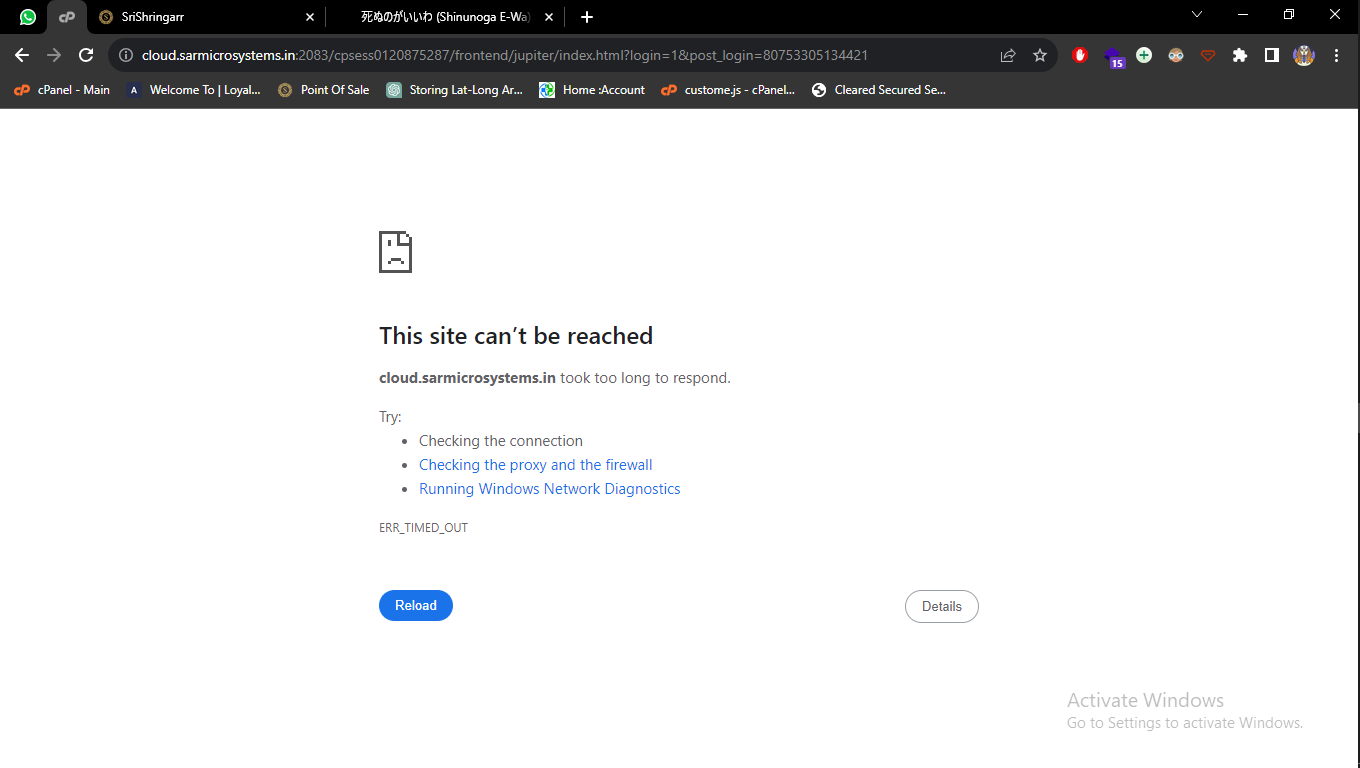 SriShringarr
死ぬのがいいわ (Shinunoga E-Wa)
cloud.sarmicrosystems.in:2083/cpsess0120875287/frontend/jupiter/index.html?login=1&post_login=80753305134421
15
cPanel - Main
Welcome To | Loyal...
Point Of Sale
Storing Lat-Long Ar...
Home :Account
custome.js - cPanel...
Cleared Secured Se...
This site can’t be reached
cloud.sarmicrosystems.in took too long to respond.
Try:
• Checking the connection
• Checking the proxy and the firewall
• Running Windows Network Diagnostics
ERR_TIMED_OUT
Reload
Details
Activate Windows
Go to Settings to activate Windows.